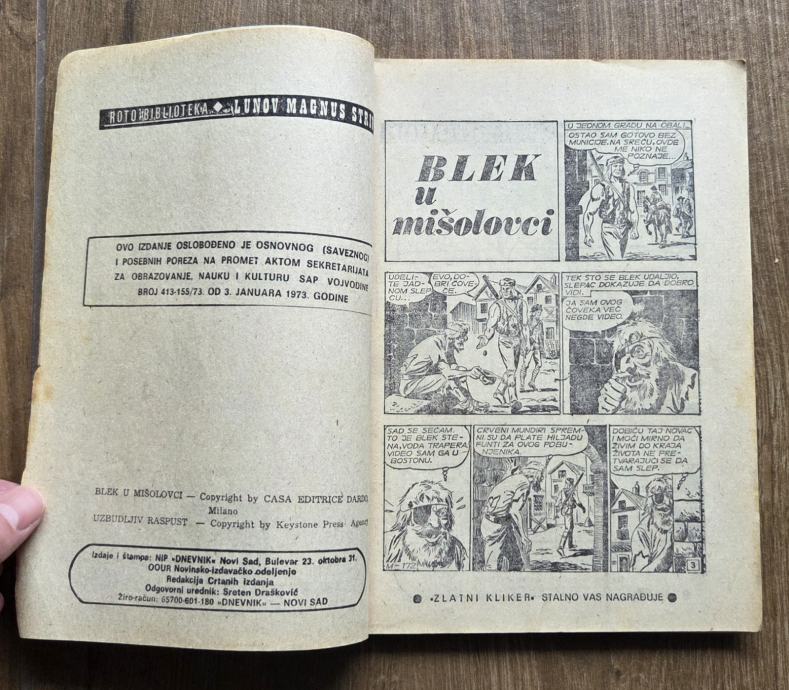 ROTO BIBLIOTEKA ◆ LUNOV MAGNUS STRI
OVO IZDANJE OSLOBOĐENO JE OSNOVNOG (SAVEZNOG)
I POSEBNIH POREZA NA PROMET AKTOM SEKRETARIJATA
ZA OBRAZOVANJE, NAUKU I KULTURU SAP VOJVODINE
BROJ 413-155/73. OD 3. JANUARA 1973. GODINE
BLEK U MIŠOLOVCI — Copyright by CASA EDITRICE DARDO
Milano
UZBUDLJIV RASPUST — Copyright by Keystone Press Agency
Izdaje i štampa: NIP »DNEVNIK« Novi Sad, Bulevar 23. oktobra 31.
OOUR Novinsko-izdavačko odeljenje
Redakcija Crtanih izdanja
Odgovorni urednik: Sreten Drašković
Žiro-račun: 65700-601-180 »DNEVNIK« — NOVI SAD
BLEK
u
mišolovci
U JEDNOM GRADU NA OBALI...
OSTAO SAM GOTOVO BEZ
MUNICIJE. NA SREĆU, OVDE
ME NIKO NE
POZNAJE...
UDELI-
TE JAD-
NOM SLEP-
CU...
EVO, DO-
BRI ČOVE-
ČE.
TEK ŠTO SE BLEK UDALJIO,
SLEPAC DOKAZUJE DA DOBRO
VIDI.
JA SAM OVOG
ČOVEKA VEĆ
NEGDE VIDEO.
SAD SE SEĆAM.
TO JE BLEK STE-
NA, VOĐA TRAPERA.
VIDEO SAM GA U
BOSTONU.
CRVENI MUNDIRI SPREM-
NI SU DA PLATE HILJADU
FUNTI ZA OVOG POBU-
NJENIKA.
DOBIĆU TAJ NOVAC
I MOĆI MIRNO DA
ŽIVIM DO KRAJA
ŽIVOTA NE PRE-
TVARAJUĆI SE DA
SAM SLEP.
M-172
3
»ZLATNI KLIKER« STALNO VAS NAGRAĐUJE